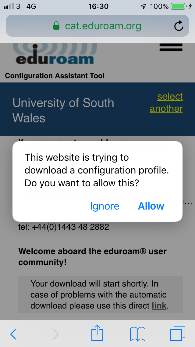 3 4G 16:30 100%
cat.eduroam.org
eduroam
Configuration Assistant Tool
University of South
Wales
select
another
This website is trying to
download a configuration profile.
Do you want to allow this?
Ignore Allow
tel: +44(0)1443 48 2882
Welcome aboard the eduroam® user
community!
Your download will start shortly. In
case of problems with the automatic
download please use this direct link.